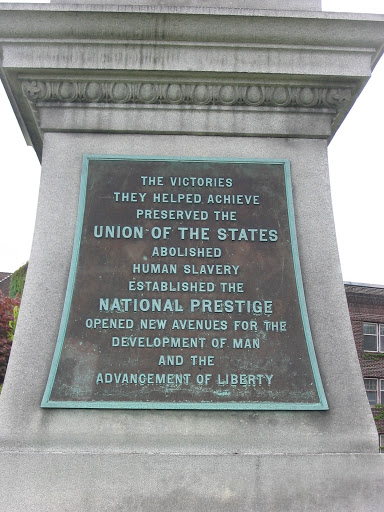 THE VICTORIES
THEY HELPED ACHIEVE
PRESERVED THE
UNION OF THE STATES
ABOLISHED
HUMAN SLAVERY
ESTABLISHED THE
NATIONAL PRESTIGE
OPENED NEW AVENUES FOR THE
DEVELOPMENT OF MAN
AND THE
ADVANCEMENT OF LIBERTY